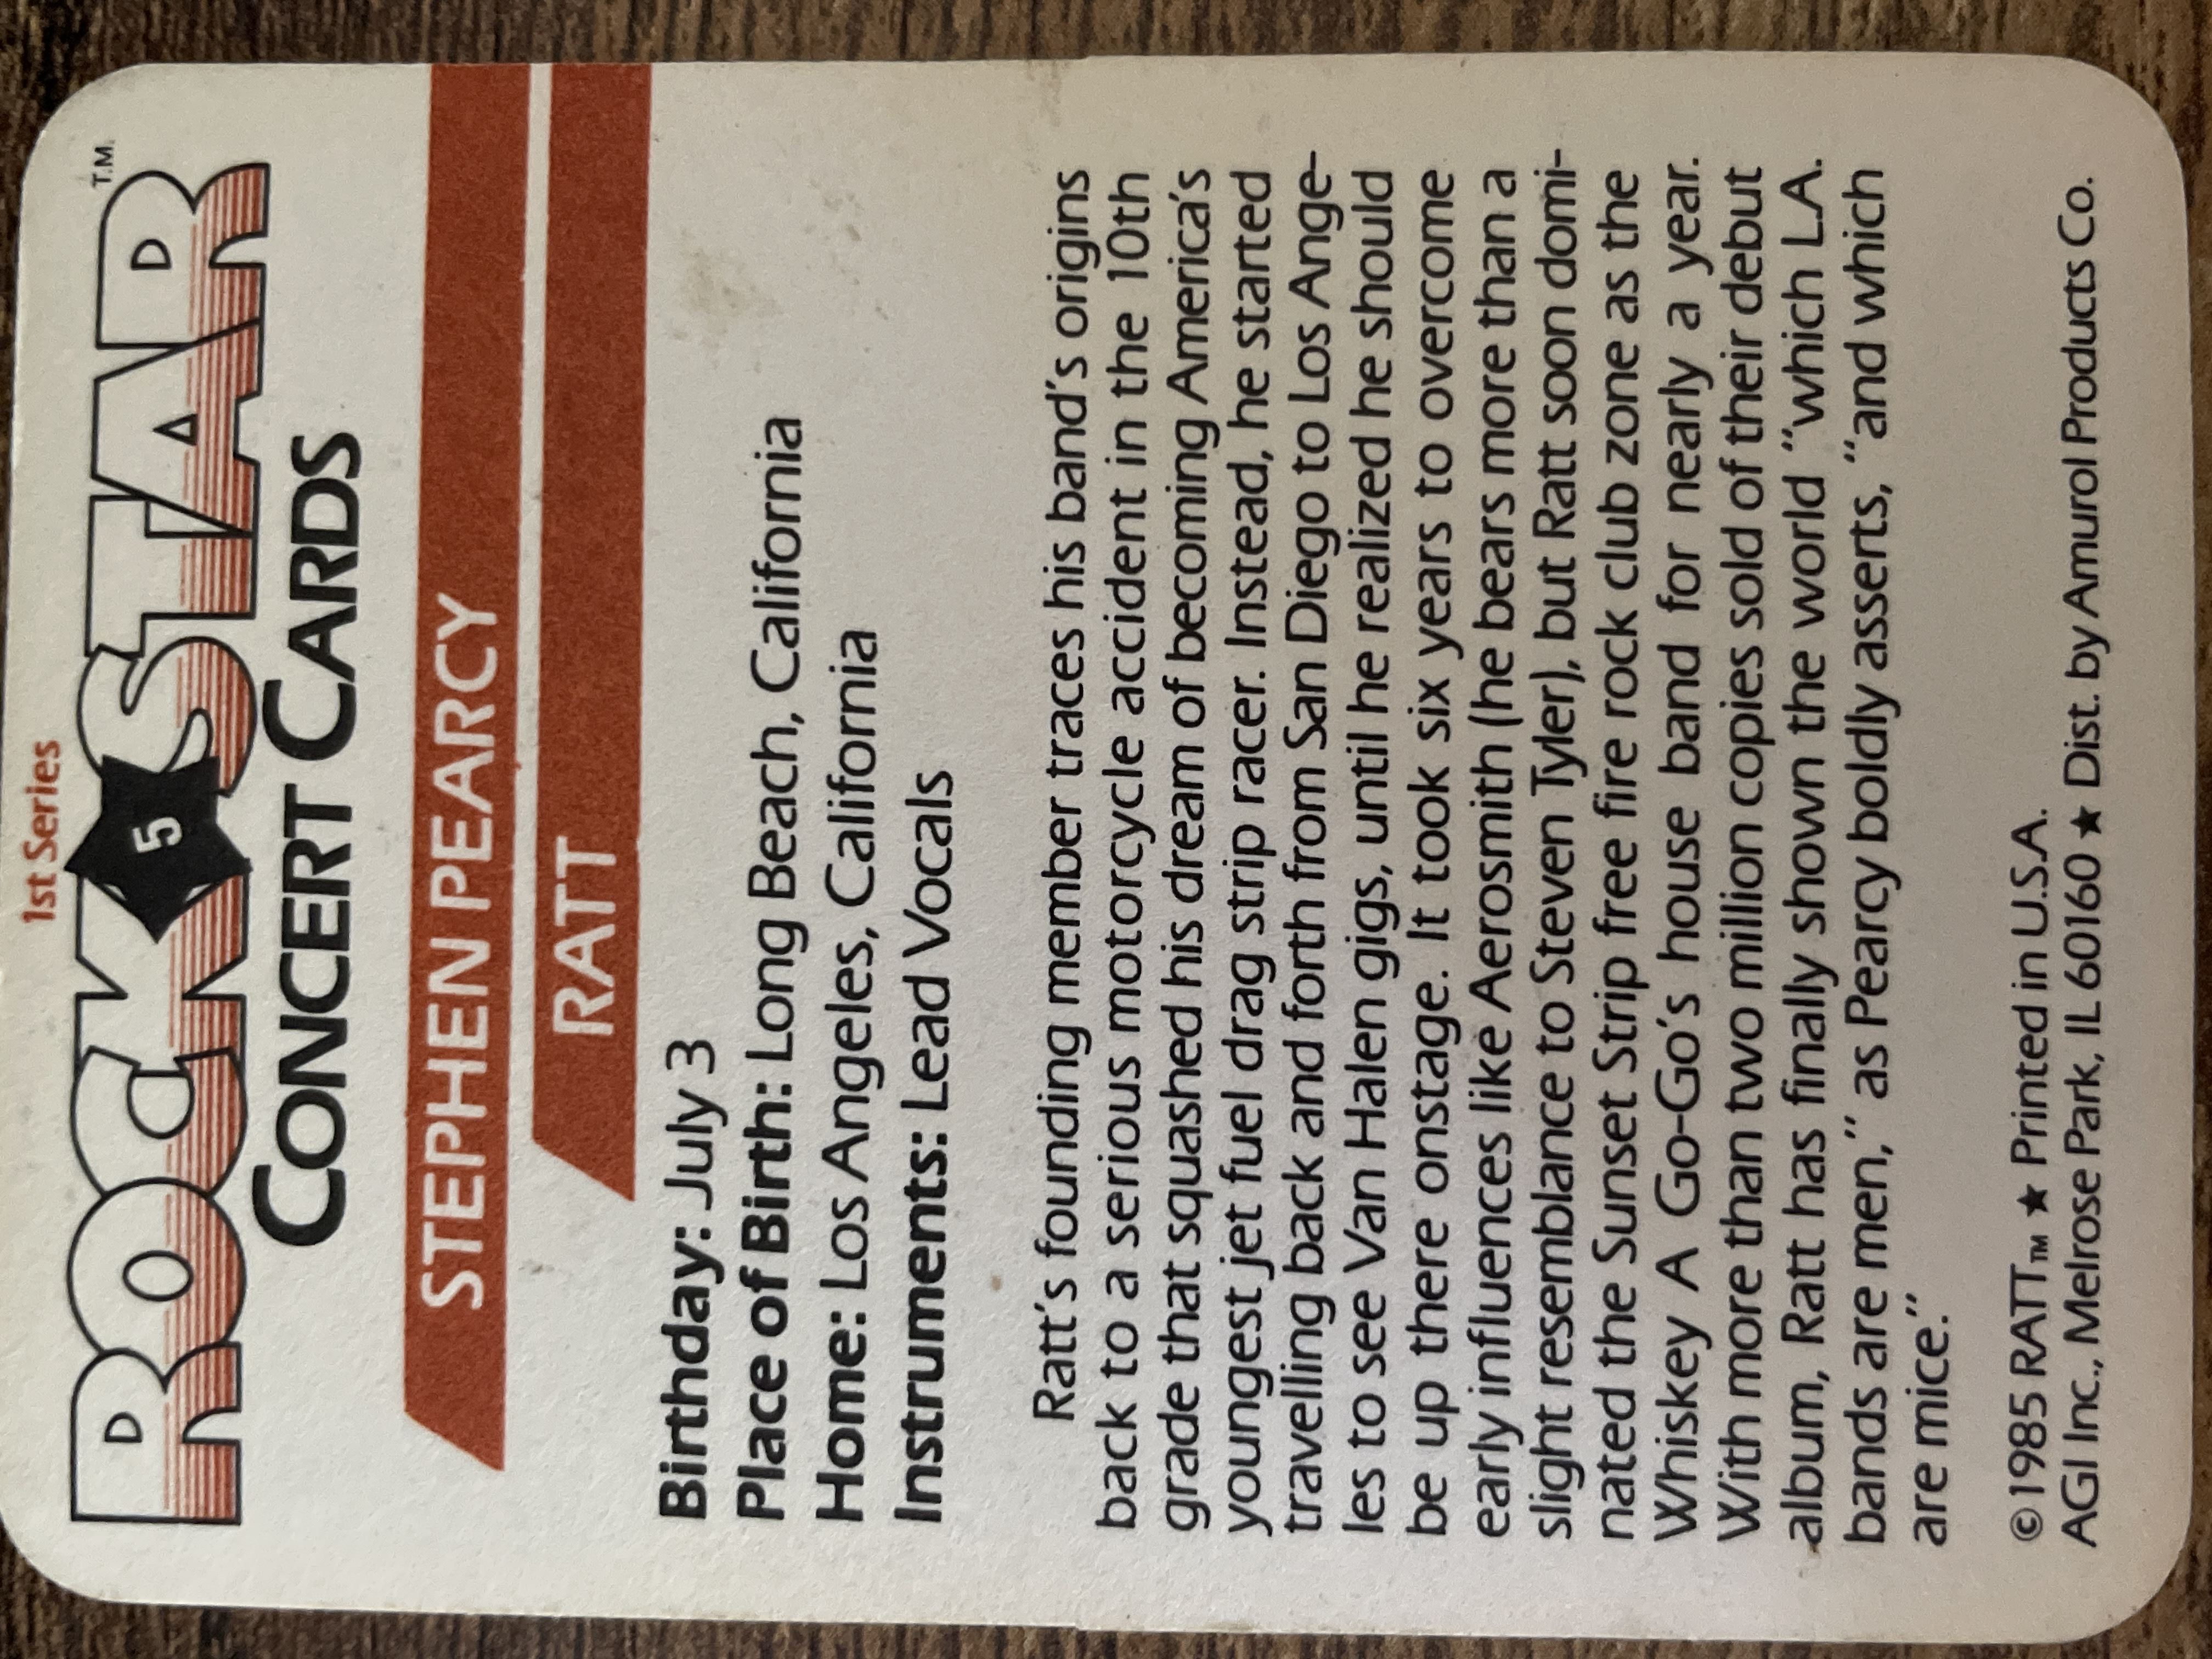 1st Series
ROCK 5 STAR T.M.
CONCERT CARDS
STEPHEN PEARCY
RATT
Birthday: July 3
Place of Birth: Long Beach, California
Home: Los Angeles, California
Instruments: Lead Vocals
Ratt's founding member traces his band's origins
back to a serious motorcycle accident in the 10th
grade that squashed his dream of becoming America's
youngest jet fuel drag strip racer. Instead, he started
travelling back and forth from San Diego to Los Ange-
les to see Van Halen gigs, until he realized he should
be up there onstage. It took six years to overcome
early influences like Aerosmith (he bears more than a
slight resemblance to Steven Tyler), but Ratt soon domi-
nated the Sunset Strip free fire rock club zone as the
Whiskey A Go-Go's house band for nearly a year.
With more than two million copies sold of their debut
album, Ratt has finally shown the world "which L.A.
bands are men," as Pearcy boldly asserts, "and which
are mice."
©1985 RATT™ ★ Printed in U.S.A.
AGI Inc., Melrose Park, IL 60160 ★ Dist. by Amurol Products Co.